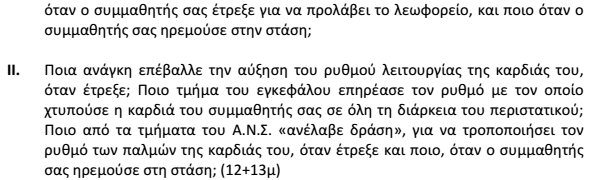 όταν ο συμμαθητής σας έτρεξε για να προλάβει το λεωφορείο, και ποιο όταν ο
συμμαθητής σας ηρεμούσε στην στάση;
II. Ποια ανάγκη επέβαλλε την αύξηση του ρυθμού λειτουργίας της καρδιάς του,
όταν έτρεξε; Ποιο τμήμα του εγκεφάλου επηρέασε τον ρυθμό με τον οποίο
χτυπούσε η καρδιά του συμμαθητής σας σε όλη τη διάρκεια του περιστατικού;
Ποιο από τα τμήματα του Α.Ν.Σ. «ανέλαβε δράση», για να τροποποιήσει τον
ρυθμό των παλμών της καρδιάς του, όταν έτρεξε και ποιο, όταν ο συμμαθητής
σας ηρεμούσε στη στάση; (12+13μ)